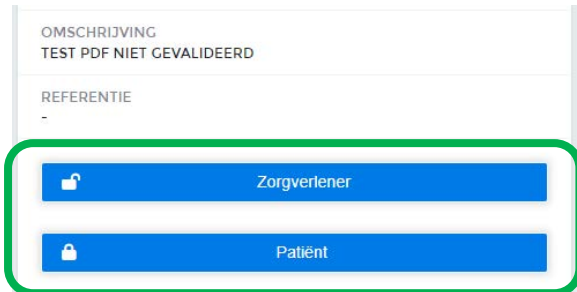 OMSCHRIJVING
TEST PDF NIET GEVALIDEERD
REFERENTIE
-
Zorgverlener
Patiënt